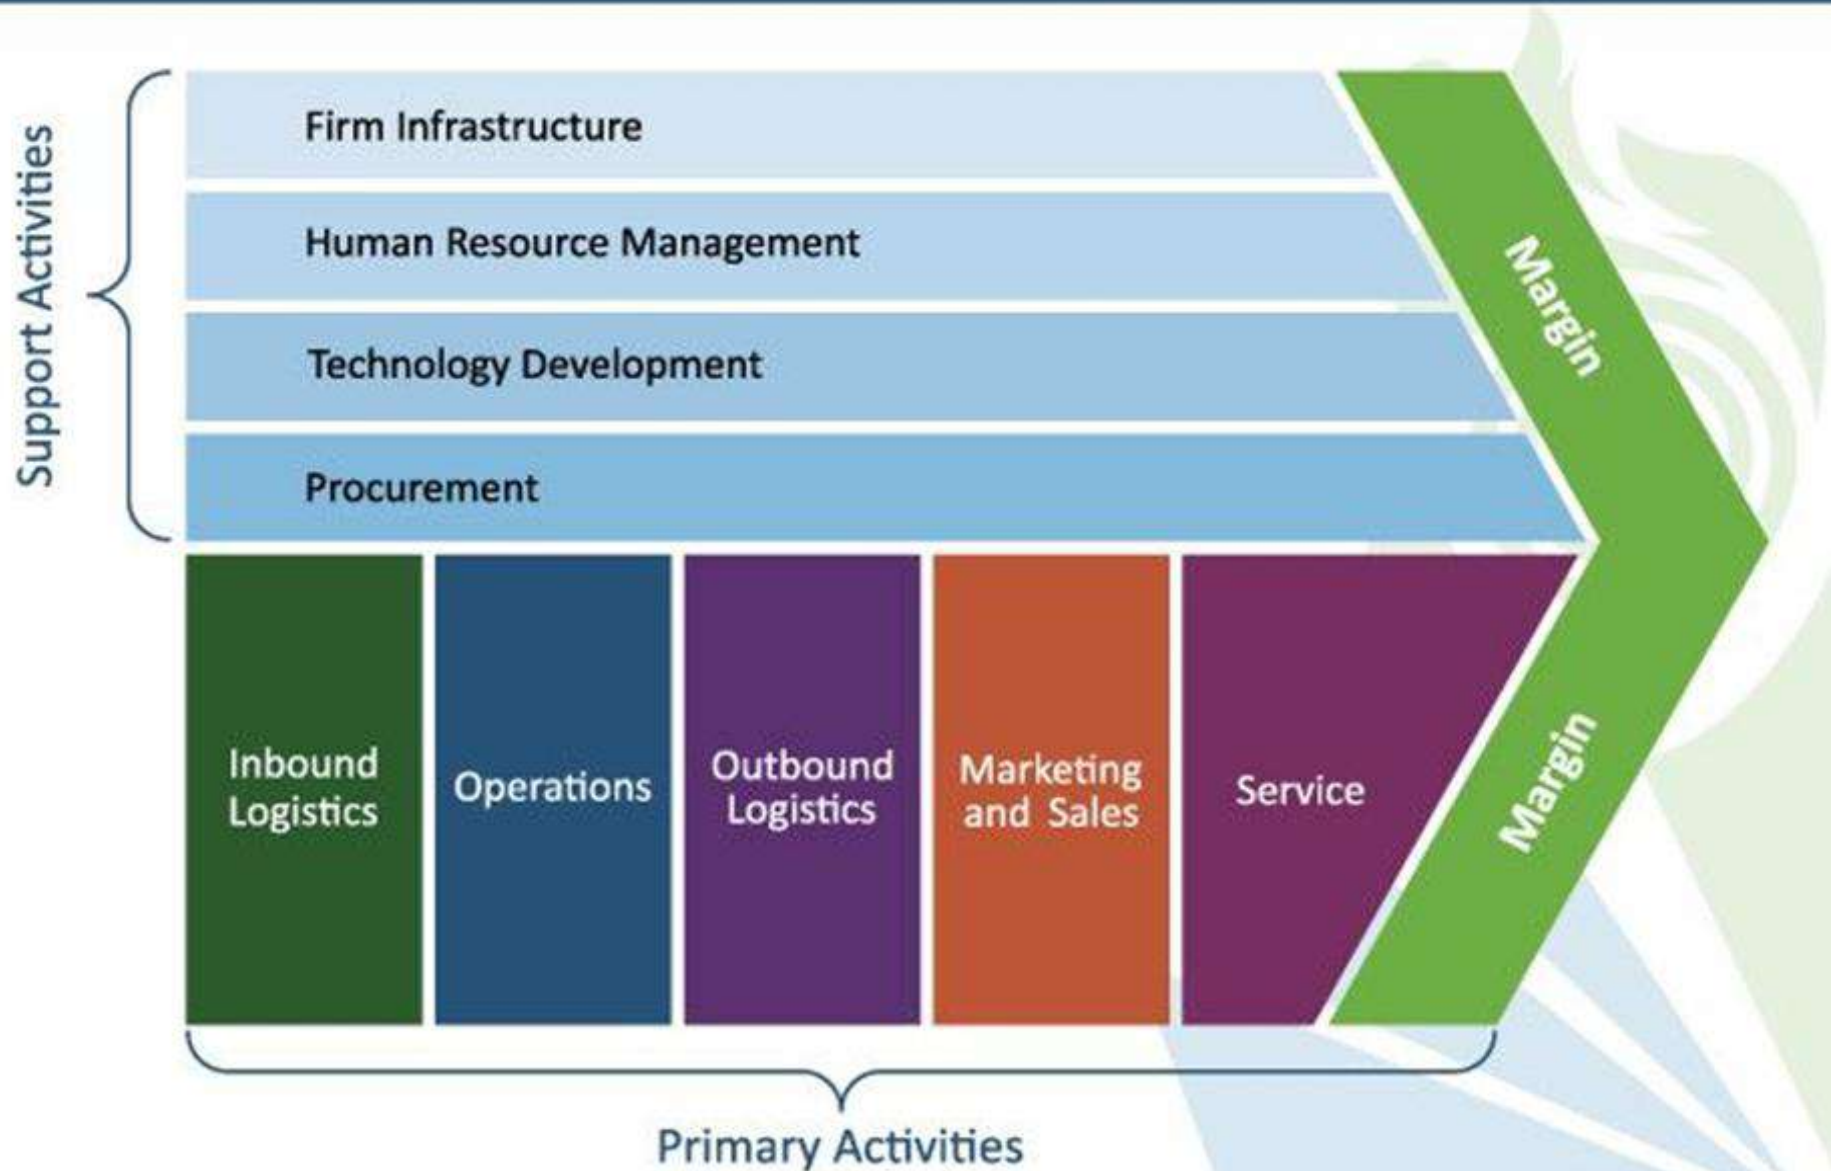 Support Activities
Firm Infrastructure
Human Resource Management
Technology Development
Procurement
Margin
Inbound
Logistics
Operations
Outbound
Logistics
Marketing
and Sales
Service
Margin
Primary Activities